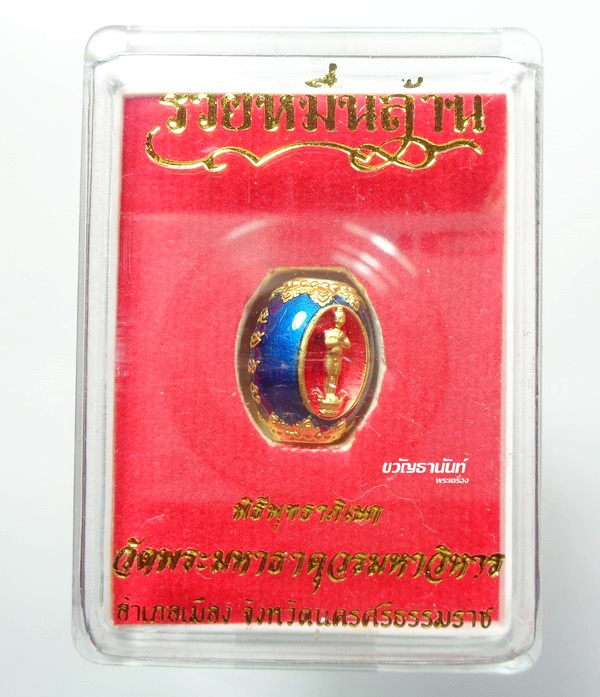 รวยหมื่นล้าน
ขวัญธานันท์
พระเครื่อง
พิธีพุทธาภิเษก
วัดพระมหาธาตุวรมหาวิหาร
อำเภอเมือง จังหวัดนครศรีธรรมราช